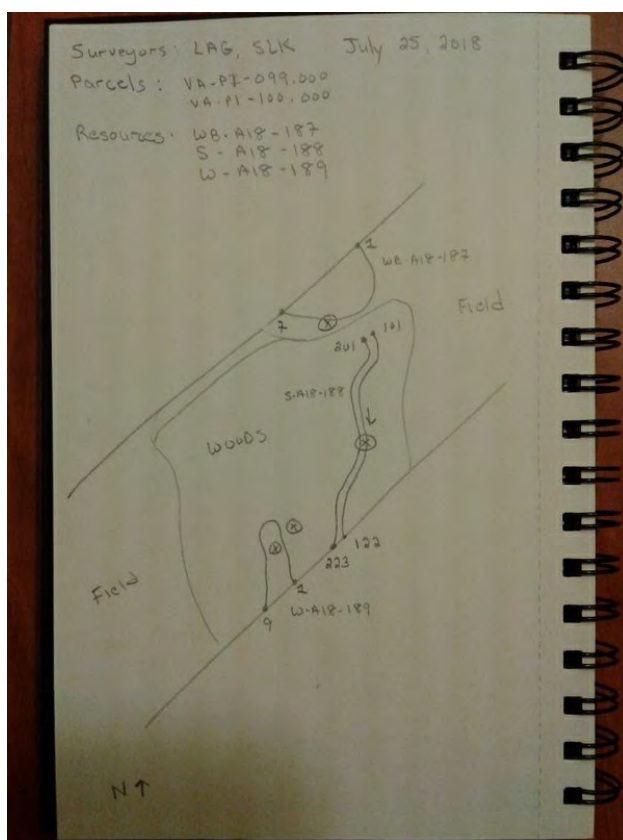 Surveyors: LAG, SLK July 25, 2018
Parcels: VA-PI-099.000
VA-PI-100.000
Resources: WB-A18-187
S-A18-188
W-A18-189
1
WB-A18-187
7
Field
201 101
S-A18-188
WOODS
122
223
1
9 W-A18-189
Field
N↑